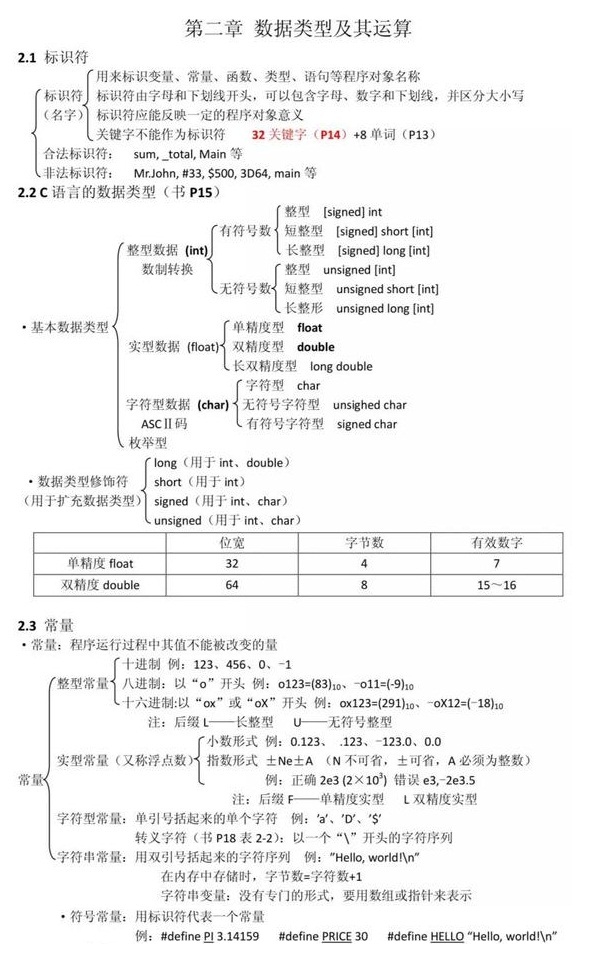 第二章 数据类型及其运算
2.1 标识符
用来标识变量、常量、函数、类型、语句等程序对象名称
标识符 标识符由字母和下划线开头，可以包含字母、数字和下划线，并区分大小写
（名字） 标识符应能反映一定的程序对象意义
关键字不能作为标识符 32 关键字（P14）+8 单词（P13）
合法标识符： sum, _total, Main 等
非法标识符： Mr.John, #33, $500, 3D64, main 等
2.2 C 语言的数据类型（书 P15）
整型 [signed] int
有符号数 短整型 [signed] short [int]
整型数据 (int) 长整型 [signed] long [int]
数制转换 整型 unsigned [int]
无符号数 短整型 unsigned short [int]
长整形 unsigned long [int]
·基本数据类型 单精度型 float
实型数据 (float) 双精度型 double
长双精度型 long double
字符型 char
字符型数据 (char) 无符号字符型 unsighed char
ASCⅡ码 有符号字符型 signed char
枚举型
long（用于 int、double）
·数据类型修饰符 short（用于 int）
（用于扩充数据类型） signed（用于 int、char）
unsigned（用于 int、char）
位宽 字节数 有效数字
单精度 float 32 4 7
双精度 double 64 8 15～16
2.3 常量
·常量：程序运行过程中其值不能被改变的量
十进制 例：123、456、0、-1
整型常量 八进制：以“o”开头 例：o123=(83)10、-o11=(-9)10
十六进制:以“ox”或“oX”开头 例：ox123=(291)10、-oX12=(-18)10
注：后缀 L——长整型 U——无符号整型
小数形式 例：0.123、 .123、-123.0、0.0
实型常量（又称浮点数） 指数形式 ±Ne±A （N 不可省，±可省，A 必须为整数）
常量 例：正确 2e3 (2×10³) 错误 e3,-2e3.5
注：后缀 F——单精度实型 L 双精度实型
字符型常量：单引号括起来的单个字符 例：’a’、’D’、’$’
转义字符（书 P18 表 2-2）：以一个“\”开头的字符序列
字符串常量：用双引号括起来的字符序列 例：”Hello, world!\n”
在内存中存储时，字节数=字符数+1
字符串变量：没有专门的形式，要用数组或指针来表示
·符号常量：用标识符代表一个常量
例：#define PI 3.14159 #define PRICE 30 #define HELLO “Hello, world!\n”